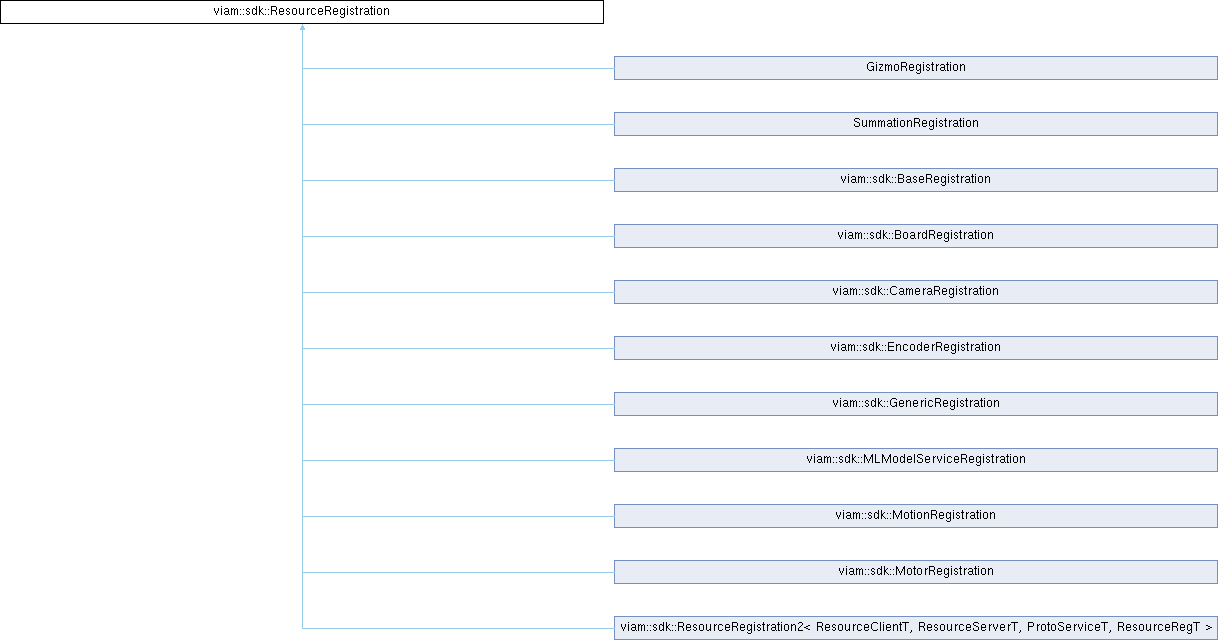 viam::sdk::ResourceRegistration
GizmoRegistration
SummationRegistration
viam::sdk::BaseRegistration
viam::sdk::BoardRegistration
viam::sdk::CameraRegistration
viam::sdk::EncoderRegistration
viam::sdk::GenericRegistration
viam::sdk::MLModelServiceRegistration
viam::sdk::MotionRegistration
viam::sdk::MotorRegistration
viam::sdk::ResourceRegistration2< ResourceClientT, ResourceServerT, ProtoServiceT, ResourceRegT >